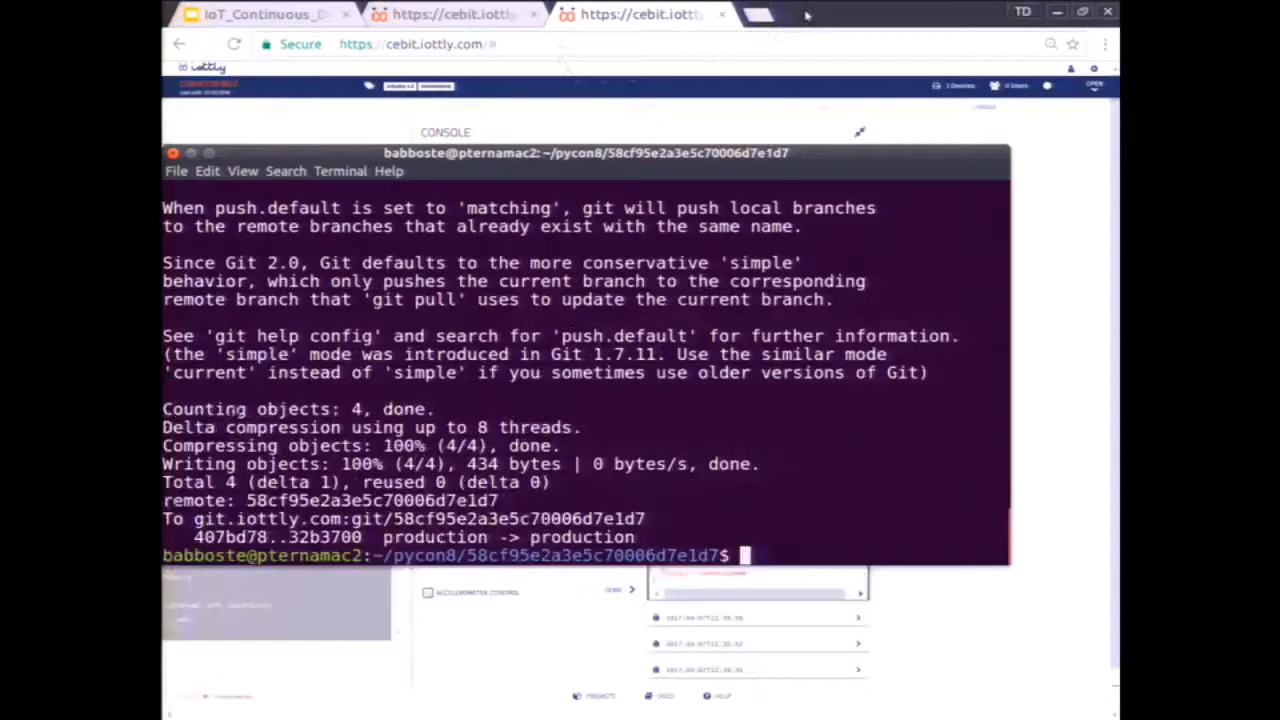 IoT_Continuous_D
https://cebit.iottl
https://cebit.iottl
TD
Secure
https://cebit.iottly.com/#
iottly
OPEN
CONSOLE
babboste@pternamac2: ~/pycon8/58cf95e2a3e5c70006d7e1d7
File Edit View Search Terminal Help
When push.default is set to 'matching', git will push local branches
to the remote branches that already exist with the same name.
Since Git 2.0, Git defaults to the more conservative 'simple'
behavior, which only pushes the current branch to the corresponding
remote branch that 'git pull' uses to update the current branch.
See 'git help config' and search for 'push.default' for further information.
(the 'simple' mode was introduced in Git 1.7.11. Use the similar mode
'current' instead of 'simple' if you sometimes use older versions of Git)
Counting objects: 4, done.
Delta compression using up to 8 threads.
Compressing objects: 100% (4/4), done.
Writing objects: 100% (4/4), 434 bytes | 0 bytes/s, done.
Total 4 (delta 1), reused 0 (delta 0)
remote: 58cf95e2a3e5c70006d7e1d7
To git.iottly.com:git/58cf95e2a3e5c70006d7e1d7
407bd78..32b3700 production -> production
babboste@pternamac2:~/pycon8/58cf95e2a3e5c70006d7e1d7$
SEND
PROJECTS
DOCS
HELP